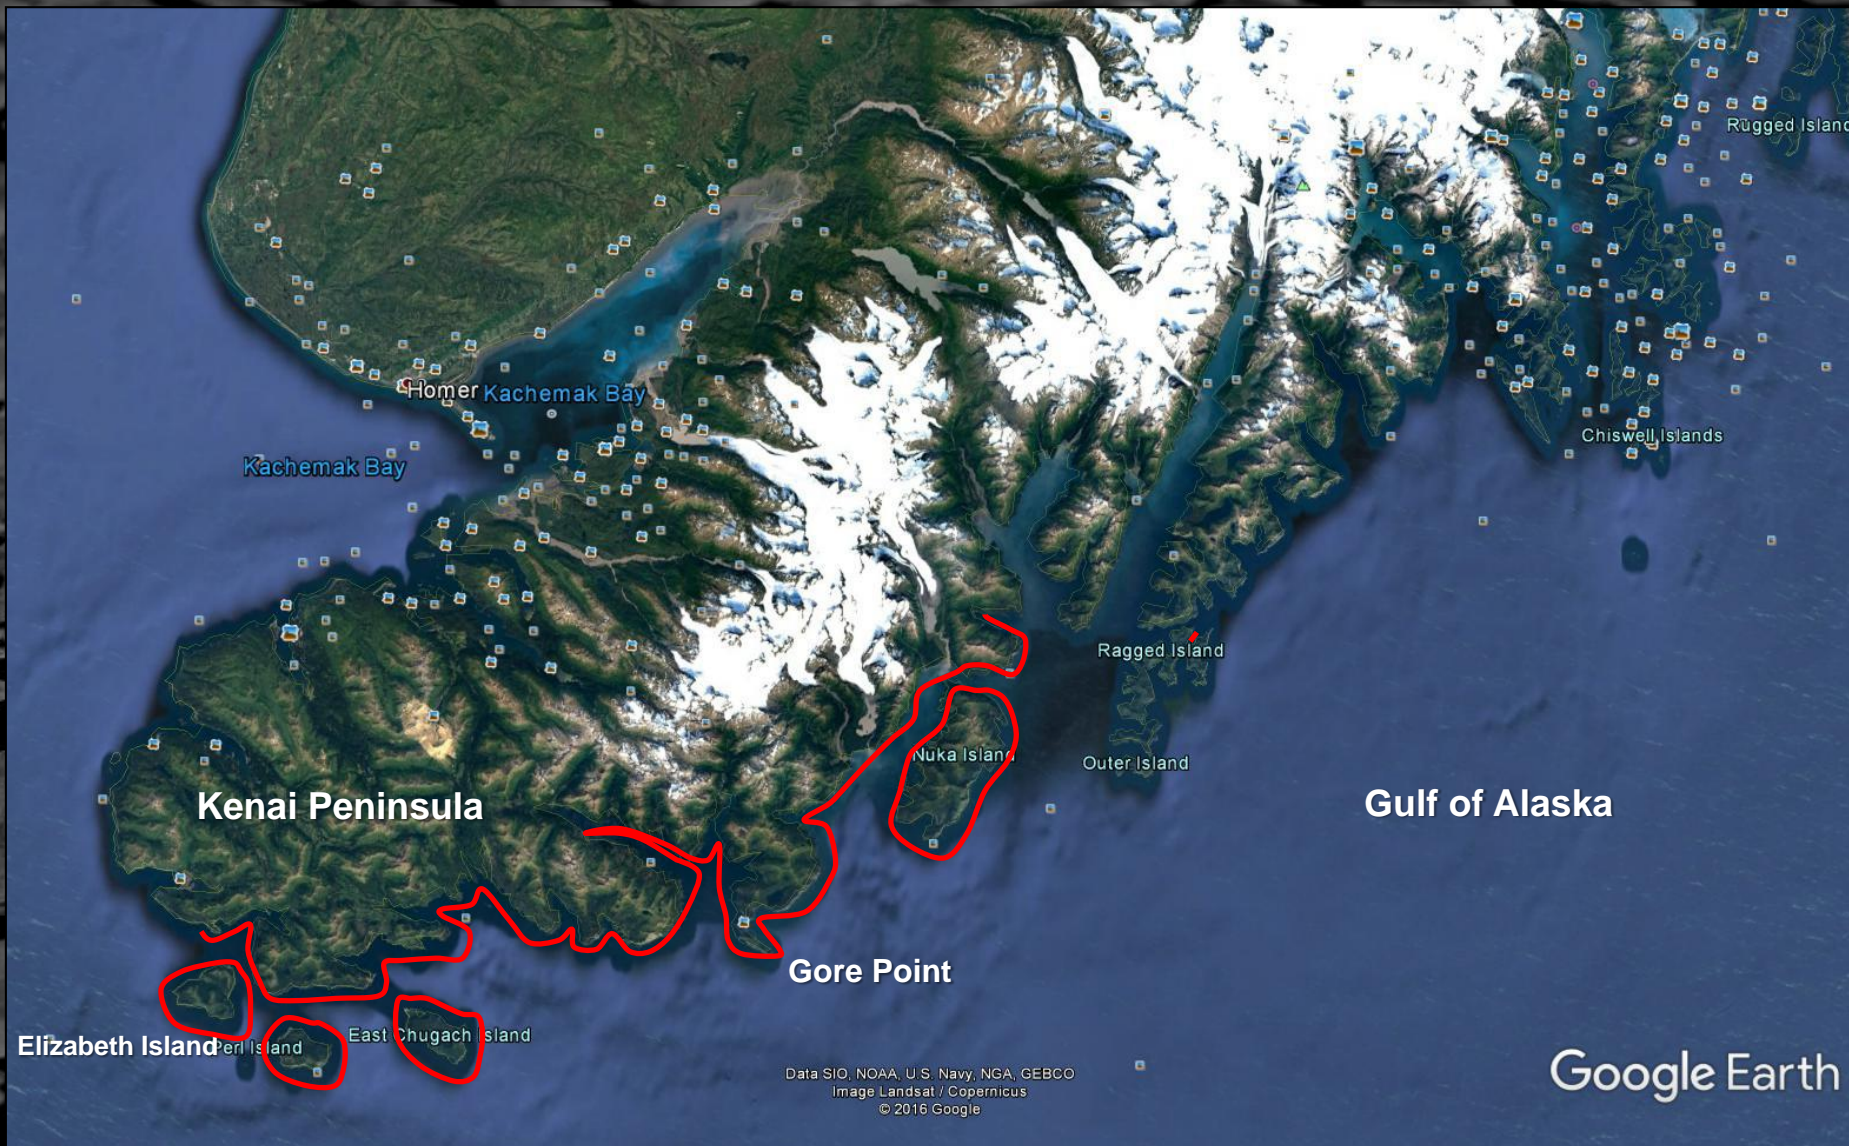 Rugged Island
Homer
Kachemak Bay
Kachemak Bay
Chiswell Islands
Ragged Island
Nuka Island
Outer Island
Kenai Peninsula
Gulf of Alaska
Gore Point
Elizabeth Island
Perl Island
East Chugach Island
Data SIO, NOAA, U.S. Navy, NGA, GEBCO
Image Landsat / Copernicus
© 2016 Google
Google Earth